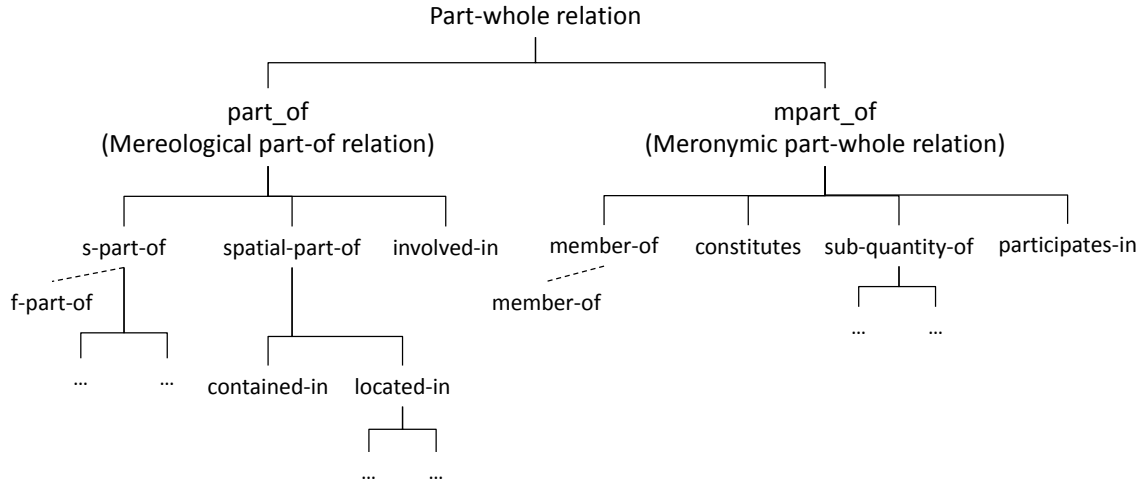 Part-whole relation
part_of
(Mereological part-of relation)
mpart_of
(Meronymic part-whole relation)
s-part-of
spatial-part-of
involved-in
member-of
constitutes
sub-quantity-of
participates-in
f-part-of
member-of
...
...
...
...
contained-in
located-in
...
...